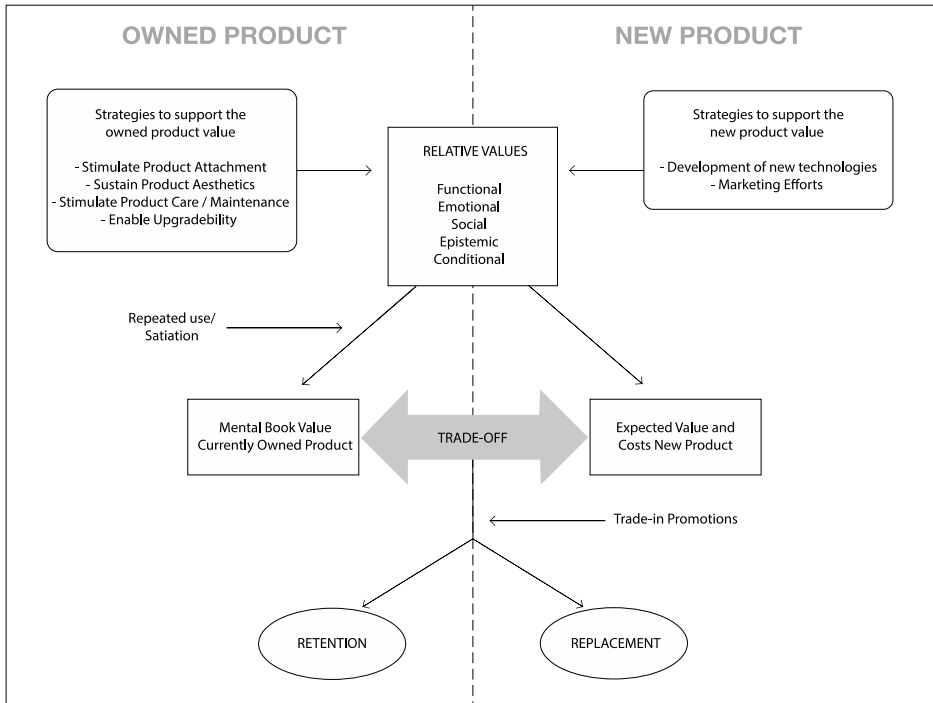 OWNED PRODUCT
NEW PRODUCT
Strategies to support the
owned product value
- Stimulate Product Attachment
- Sustain Product Aesthetics
- Stimulate Product Care / Maintenance
- Enable Upgradebility
RELATIVE VALUES
Functional
Emotional
Social
Epistemic
Conditional
Strategies to support the
new product value
- Development of new technologies
- Marketing Efforts
Repeated use/
Satiation
Mental Book Value
Currently Owned Product
TRADE-OFF
Expected Value and
Costs New Product
Trade-in Promotions
RETENTION
REPLACEMENT